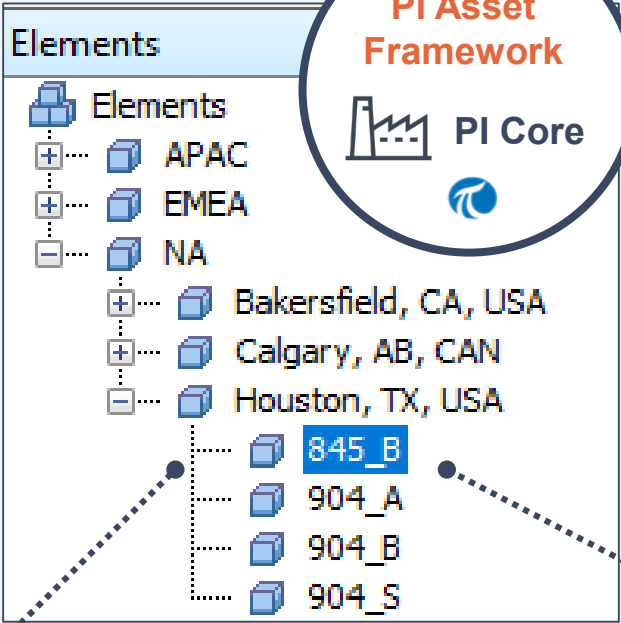 PI Asset
Framework
PI Core
Elements
Elements
APAC
EMEA
NA
Bakersfield, CA, USA
Calgary, AB, CAN
Houston, TX, USA
845_B
904_A
904_B
904_S